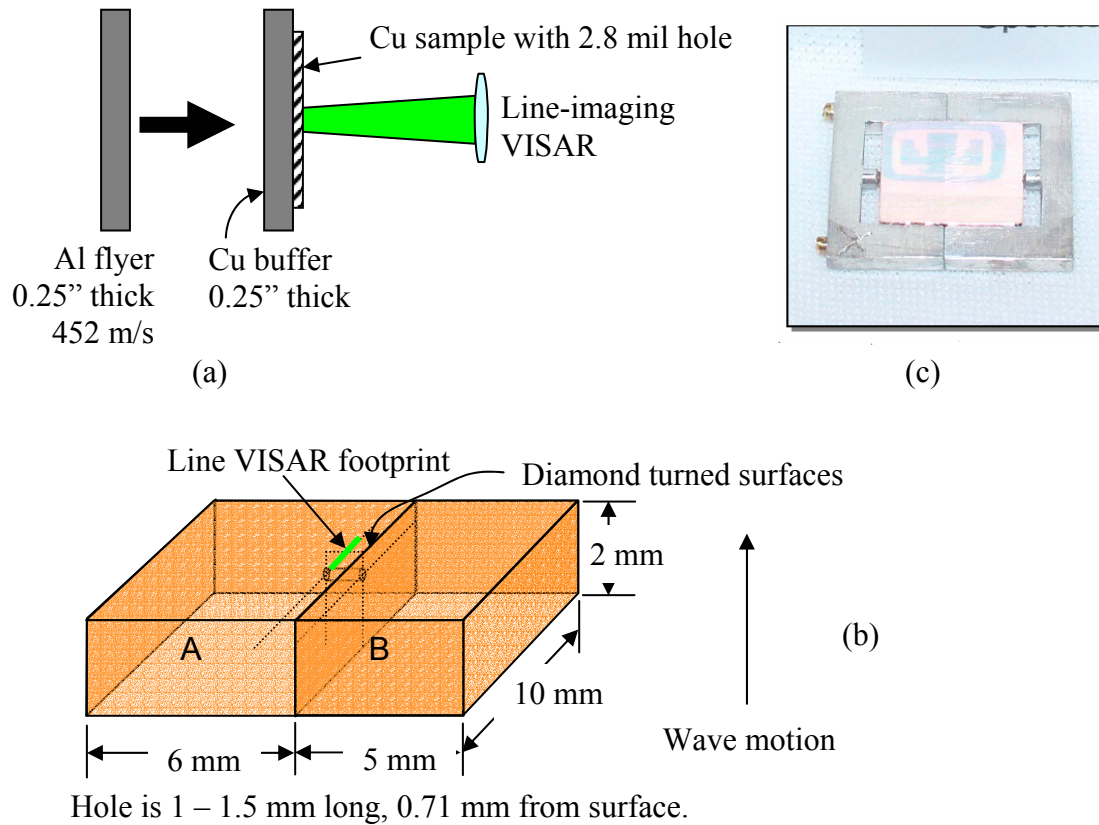 (a)
Cu sample with 2.8 mil hole
Line-imaging
VISAR
Al flyer
0.25” thick
452 m/s
Cu buffer
0.25” thick
(c)
Line VISAR footprint
Diamond turned surfaces
2 mm
A
B
(b)
10 mm
6 mm
5 mm
Wave motion
Hole is 1 – 1.5 mm long, 0.71 mm from surface.